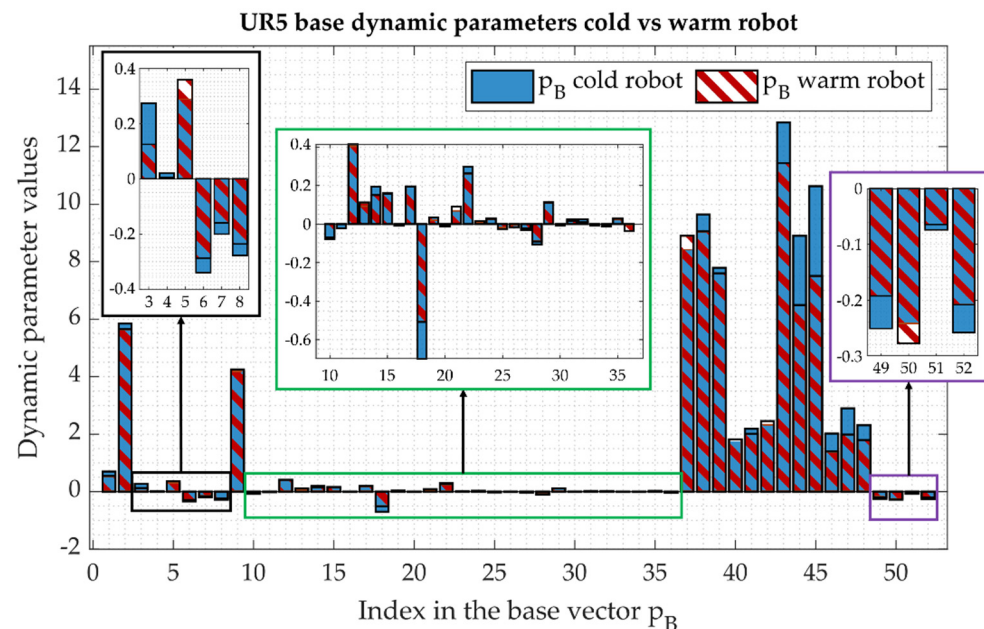 UR5 base dynamic parameters cold vs warm robot
p_B cold robot
p_B warm robot
Dynamic parameter values
14
12
10
8
6
4
2
0
-2
0 5 10 15 20 25 30 35 40 45 50
Index in the base vector p_B
0.4
0.2
0
-0.2
-0.4
3 4 5 6 7 8
0.4
0.2
0
-0.2
-0.4
-0.6
10 15 20 25 30 35
0
-0.1
-0.2
-0.3
49 50 51 52